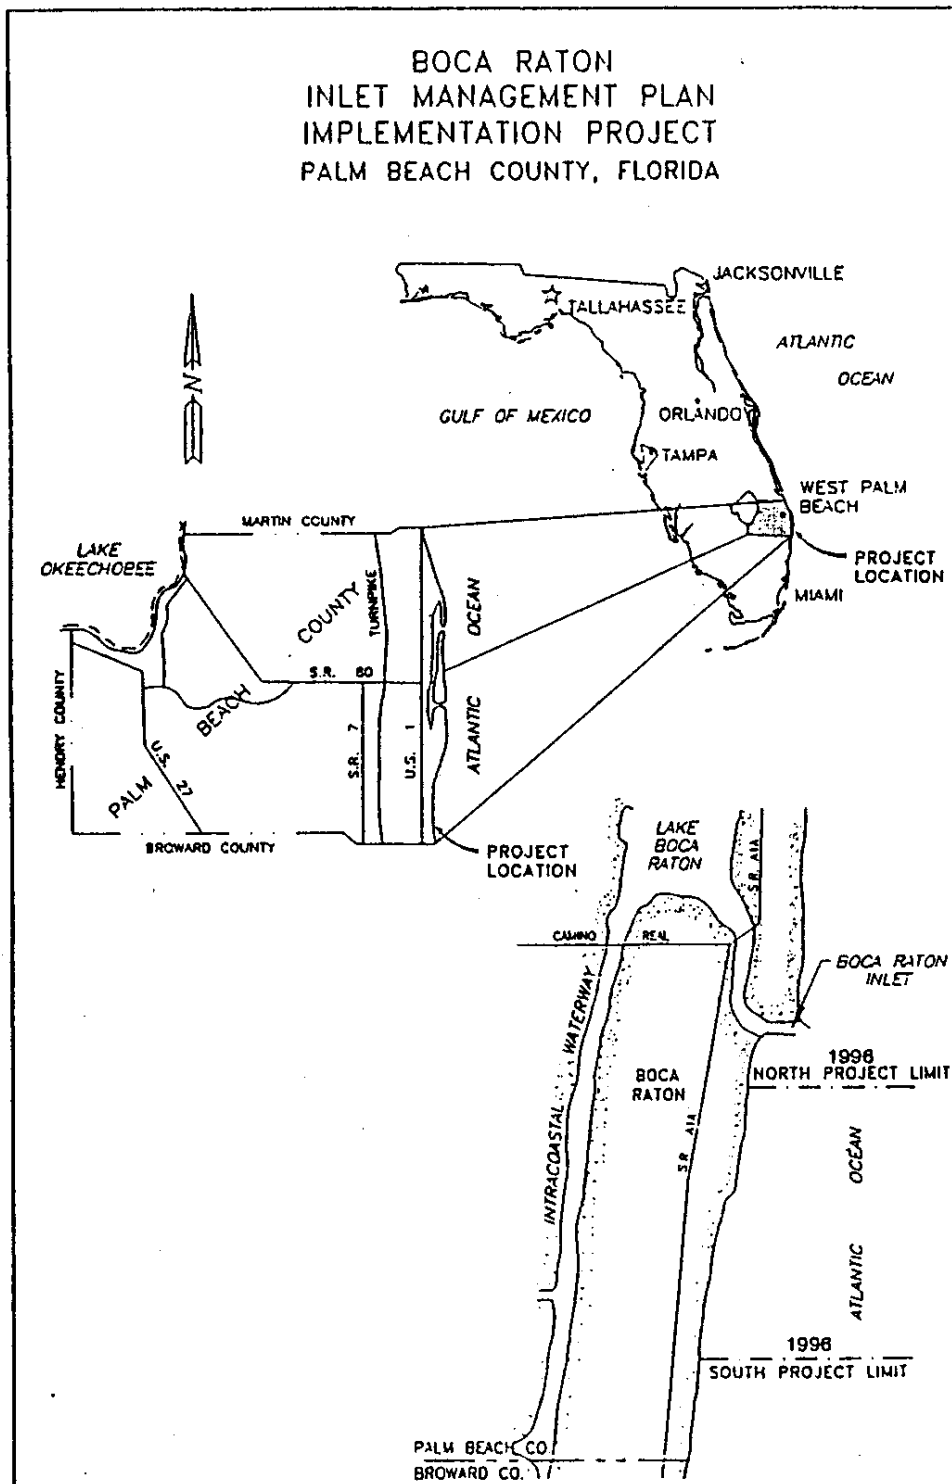 BOCA RATON
INLET MANAGEMENT PLAN
IMPLEMENTATION PROJECT
PALM BEACH COUNTY, FLORIDA
JACKSONVILLE
TALLAHASSEE
ATLANTIC
OCEAN
N
GULF OF MEXICO
ORLANDO
TAMPA
WEST PALM
BEACH
PROJECT
LOCATION
MIAMI
MARTIN COUNTY
LAKE
OKEECHOBEE
COUNTY
TURNPIKE
OCEAN
S.R. 80
BEACH
HENDRY COUNTY
U.S. 27
S.R. 7
U.S. 1
ATLANTIC
PALM
BROWARD COUNTY
PROJECT
LOCATION
LAKE
BOCA
RATON
S.R. A1A
CAMINO REAL
BOCA RATON
INLET
INTRACOASTAL WATERWAY
BOCA
RATON
1996
NORTH PROJECT LIMIT
S.R. A1A
ATLANTIC OCEAN
1996
SOUTH PROJECT LIMIT
PALM BEACH CO.
BROWARD CO.